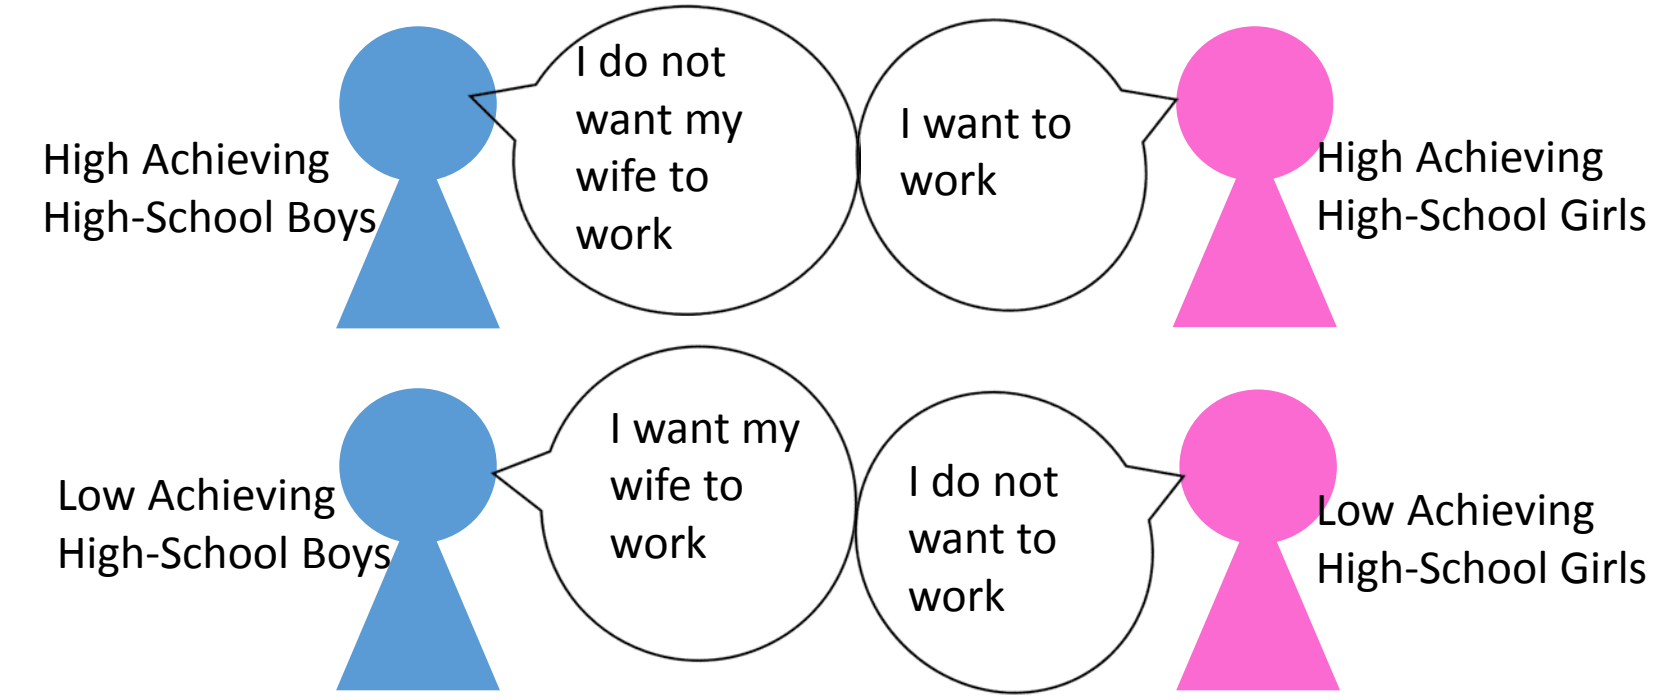 High Achieving
High-School Boys
I do not
want my
wife to
work
I want to
work
High Achieving
High-School Girls
Low Achieving
High-School Boys
I want my
wife to
work
I do not
want to
work
Low Achieving
High-School Girls